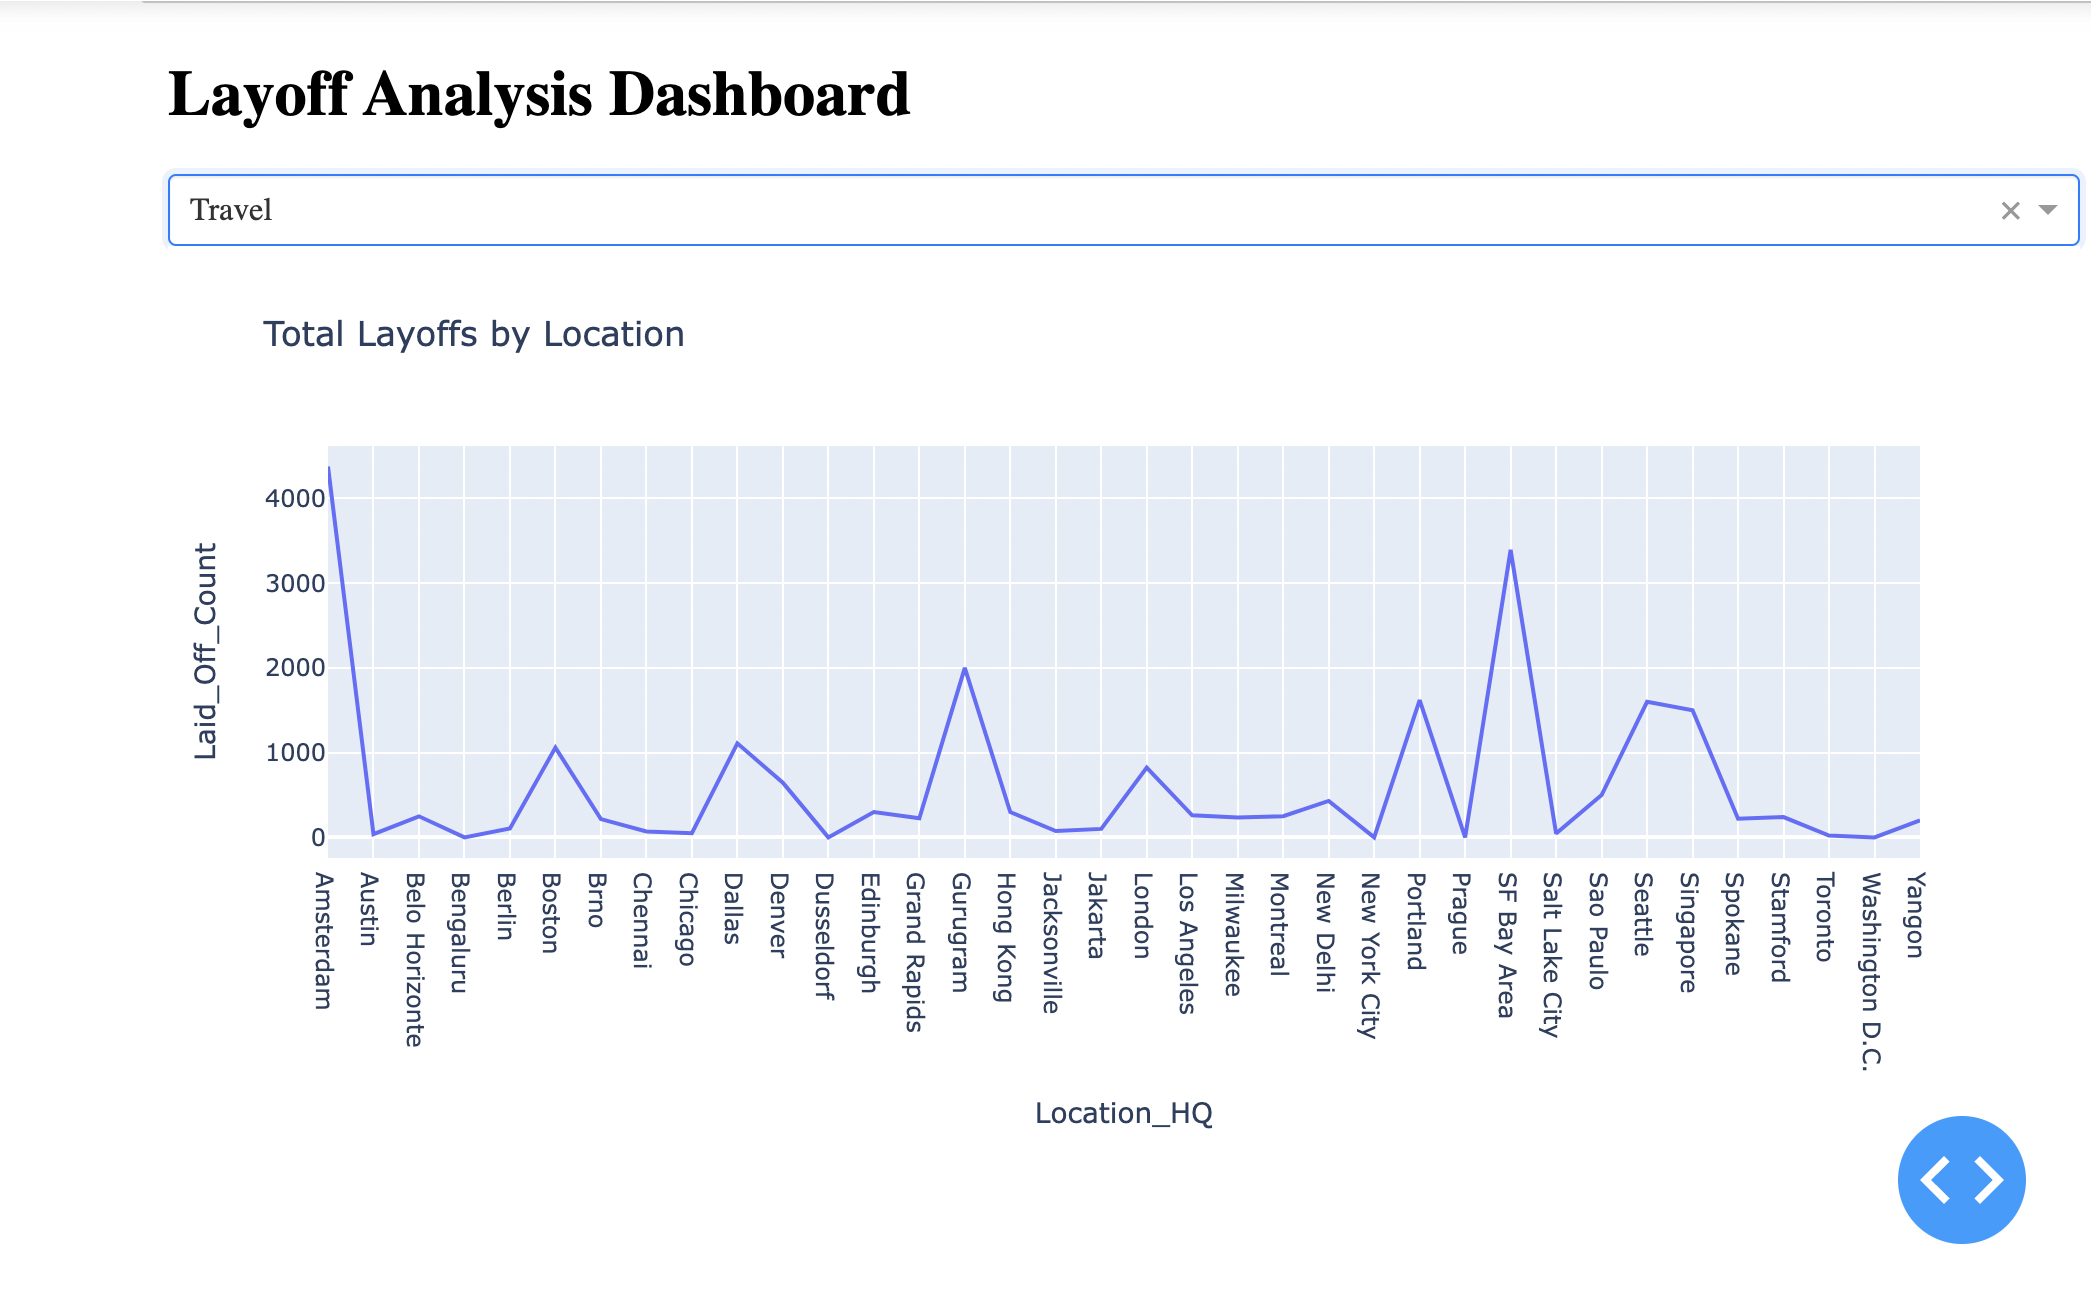 Layoff Analysis Dashboard
Travel
Total Layoffs by Location
4000
3000
2000
1000
0
Laid_Off_Count
Amsterdam
Austin
Belo Horizonte
Bengaluru
Berlin
Boston
Brno
Chennai
Chicago
Dallas
Denver
Dusseldorf
Edinburgh
Grand Rapids
Gurugram
Hong Kong
Jacksonville
Jakarta
London
Los Angeles
Milwaukee
Montreal
New Delhi
New York City
Portland
Prague
SF Bay Area
Salt Lake City
Sao Paulo
Seattle
Singapore
Spokane
Stamford
Toronto
Washington D.C.
Yangon
Location_HQ